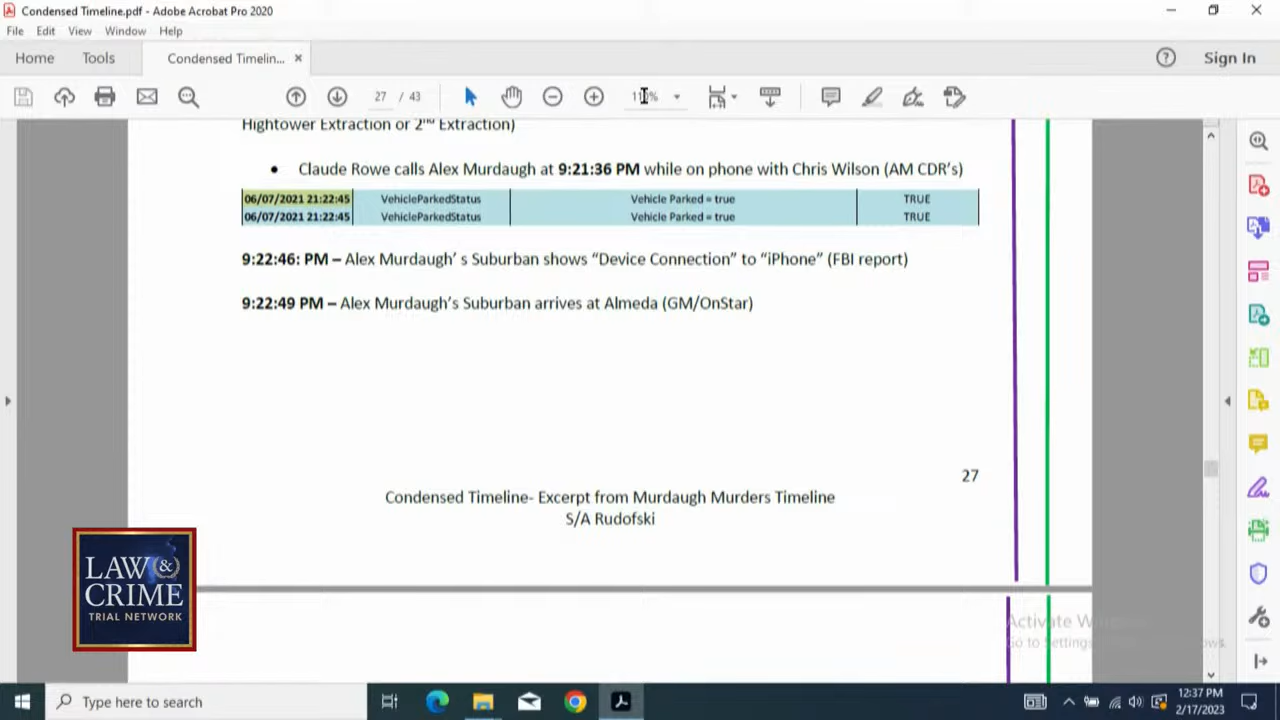 Condensed Timeline.pdf - Adobe Acrobat Pro 2020
File Edit View Window Help
Home Tools Condensed Timelin... × ? Sign In
27 / 43
Hightower Extraction or 2nd Extraction)
• Claude Rowe calls Alex Murdaugh at 9:21:36 PM while on phone with Chris Wilson (AM CDR's)
06/07/2021 21:22:45 VehicleParkedStatus Vehicle Parked = true TRUE
06/07/2021 21:22:45 VehicleParkedStatus Vehicle Parked = true TRUE
9:22:46: PM – Alex Murdaugh' s Suburban shows “Device Connection” to “iPhone” (FBI report)
9:22:49 PM – Alex Murdaugh's Suburban arrives at Almeda (GM/OnStar)
27
Condensed Timeline- Excerpt from Murdaugh Murders Timeline
S/A Rudofski
LAW &
CRIME
TRIAL NETWORK
Activate
Go to Settings
Type here to search
12:37 PM
2/17/2023